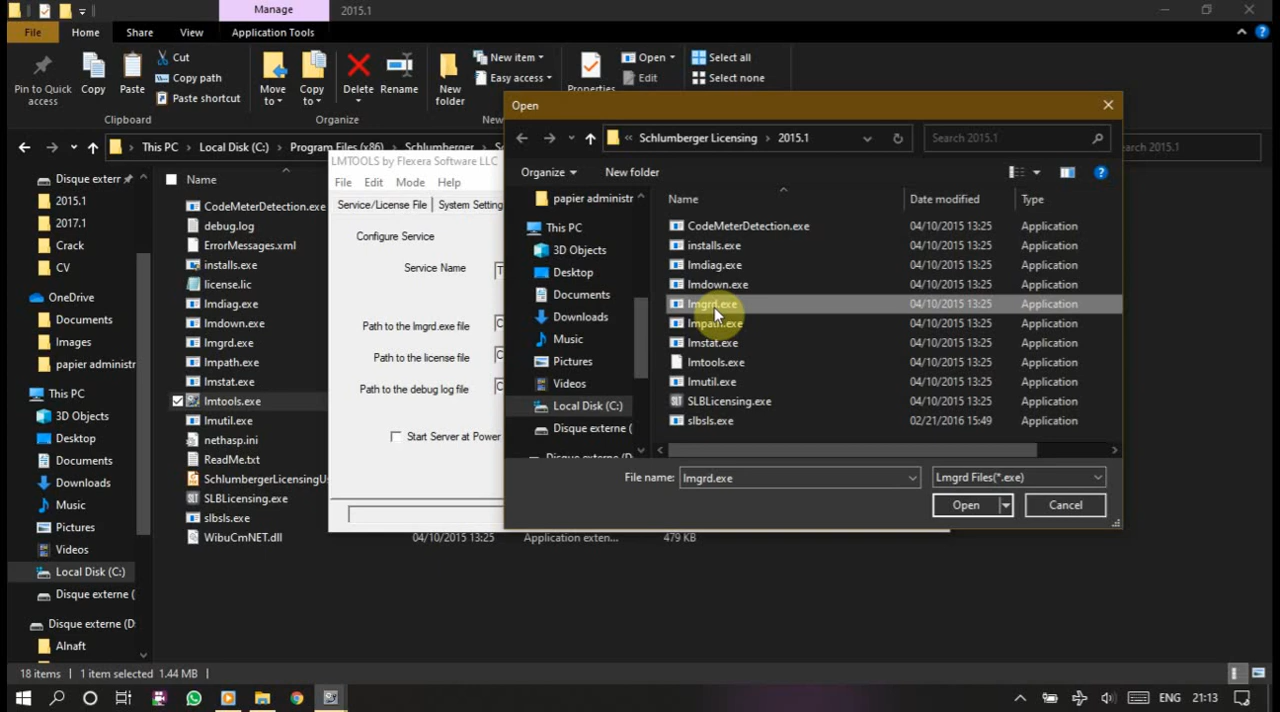 Manage
2015.1
File
Home
Share
View
Application Tools
Pin to Quick access
Copy
Paste
Cut
Copy path
Paste shortcut
Clipboard
Move to
Copy to
Delete
Rename
Organize
New folder
New item
Easy access
New
Properties
Open
Edit
Select all
Select none
This PC
Local Disk (C:)
Program Files (x86)
Schlumberger
earch 2015.1
Disque extern
2015.1
2017.1
Crack
CV
OneDrive
Documents
Images
papier administr
This PC
3D Objects
Desktop
Documents
Downloads
Music
Pictures
Videos
Local Disk (C:)
Disque externe (
Disque externe (D:
Alnaft
Name
CodeMeterDetection.exe
debug.log
ErrorMessages.xml
installs.exe
license.lic
lmdiag.exe
lmdown.exe
lmgrd.exe
lmpath.exe
lmstat.exe
lmtools.exe
lmutil.exe
nethasp.ini
ReadMe.txt
SchlumbergerLicensingU
SLBLicensing.exe
slbsls.exe
WibuCmNET.dll 04/10/2015 13:25 Application exten... 479 KB
LMTOOLS by Flexera Software LLC
File Edit Mode Help
Service/License File System Setting
Configure Service
Service Name T
Path to the lmgrd.exe file C
Path to the license file C
Path to the debug log file C
Start Server at Power
Open
« Schlumberger Licensing 2015.1
Search 2015.1
Organize
New folder
papier administr
This PC
3D Objects
Desktop
Documents
Downloads
Music
Pictures
Videos
Local Disk (C:)
Disque externe (
Disque externe (D:
Name Date modified Type
CodeMeterDetection.exe 04/10/2015 13:25 Application
installs.exe 04/10/2015 13:25 Application
lmdiag.exe 04/10/2015 13:25 Application
lmdown.exe 04/10/2015 13:25 Application
lmgrd.exe 04/10/2015 13:25 Application
lmpath.exe 04/10/2015 13:25 Application
lmstat.exe 04/10/2015 13:25 Application
lmtools.exe 04/10/2015 13:25 Application
lmutil.exe 04/10/2015 13:25 Application
SLBLicensing.exe 04/10/2015 13:25 Application
slbsls.exe 02/21/2016 15:49 Application
File name: lmgrd.exe
Lmgrd Files(*.exe)
Open
Cancel
18 items 1 item selected 1.44 MB
ENG
21:13